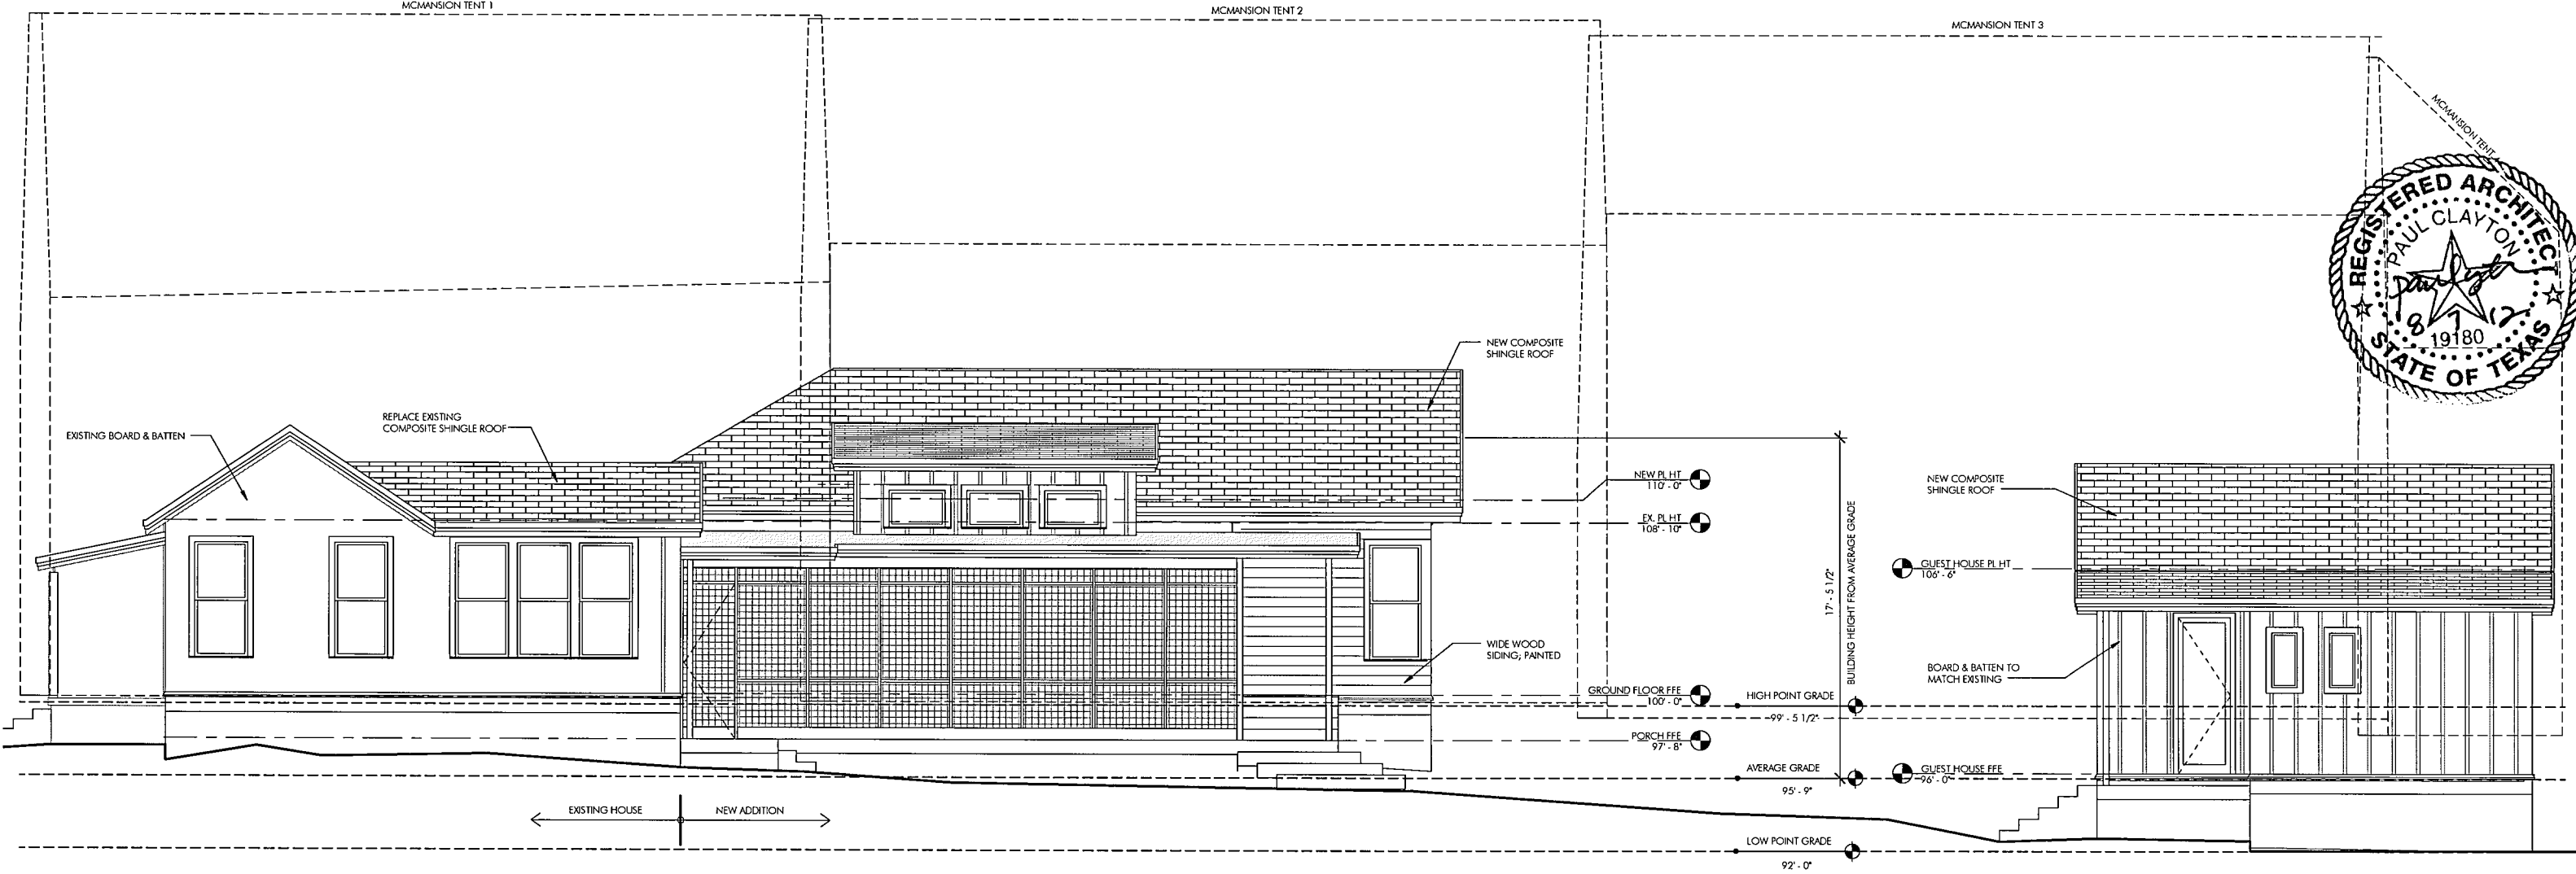 MCMANSION TENT 1
MCMANSION TENT 2
MCMANSION TENT 3
MCMANSION TENT
REGISTERED ARCHITECT
PAUL CLAYTON
8 7 12
19180
STATE OF TEXAS
NEW COMPOSITE
SHINGLE ROOF
REPLACE EXISTING
COMPOSITE SHINGLE ROOF
EXISTING BOARD & BATTEN
NEW PL HT
110' - 0"
EX. PL HT
108' - 10"
17' - 5 1/2"
BUILDING HEIGHT FROM AVERAGE GRADE
NEW COMPOSITE
SHINGLE ROOF
GUEST HOUSE PL HT
106' - 6"
WIDE WOOD
SIDING; PAINTED
BOARD & BATTEN TO
MATCH EXISTING
GROUND FLOOR FFE
100' - 0"
HIGH POINT GRADE
99' - 5 1/2"
PORCH FFE
97' - 8"
AVERAGE GRADE
95' - 9"
GUEST HOUSE FFE
96' - 0"
EXISTING HOUSE
NEW ADDITION
LOW POINT GRADE
92' - 0"